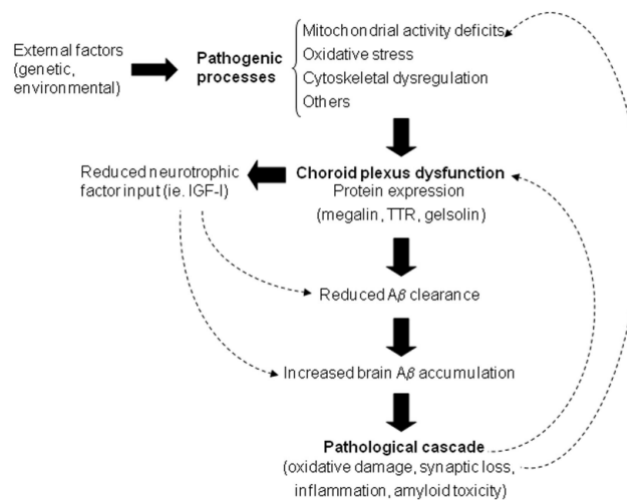 External factors
(genetic,
environmental)
Pathogenic
processes
Mitochondrial activity deficits
Oxidative stress
Cytoskeletal dysregulation
Others
Reduced neurotrophic
factor input (ie. IGF-I)
Choroid plexus dysfunction
Protein expression
(megalin, TTR, gelsolin)
Reduced Aβ clearance
Increased brain Aβ accumulation
Pathological cascade
(oxidative damage, synaptic loss,
inflammation, amyloid toxicity)